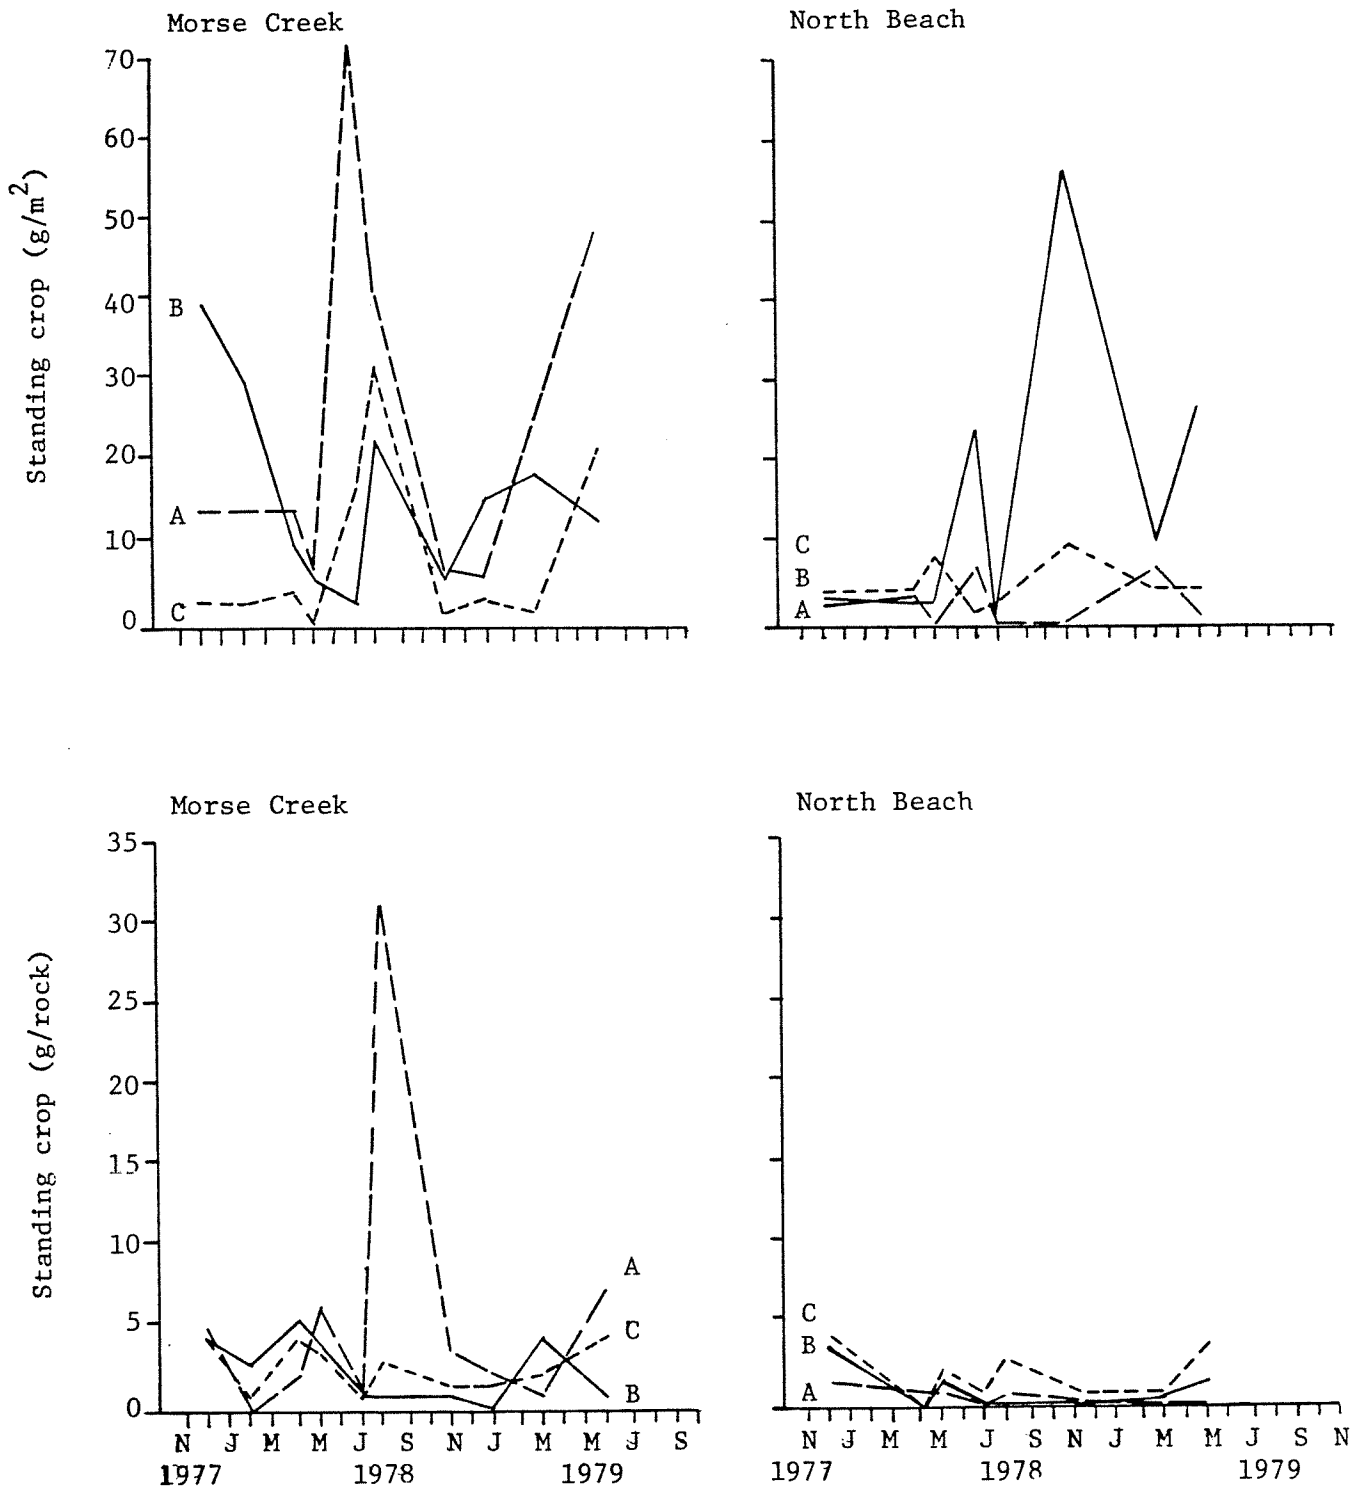 Morse Creek
North Beach
Standing crop (g/m²)
70
60
50
40
30
20
10
0
B
A
C
C
B
A
Morse Creek
North Beach
Standing crop (g/rock)
35
30
25
20
15
10
5
0
A
C
B
C
B
A
N J M M J S N J M M J S
1977 1978 1979
N J M M J S N J M M J S N
1977 1978 1979